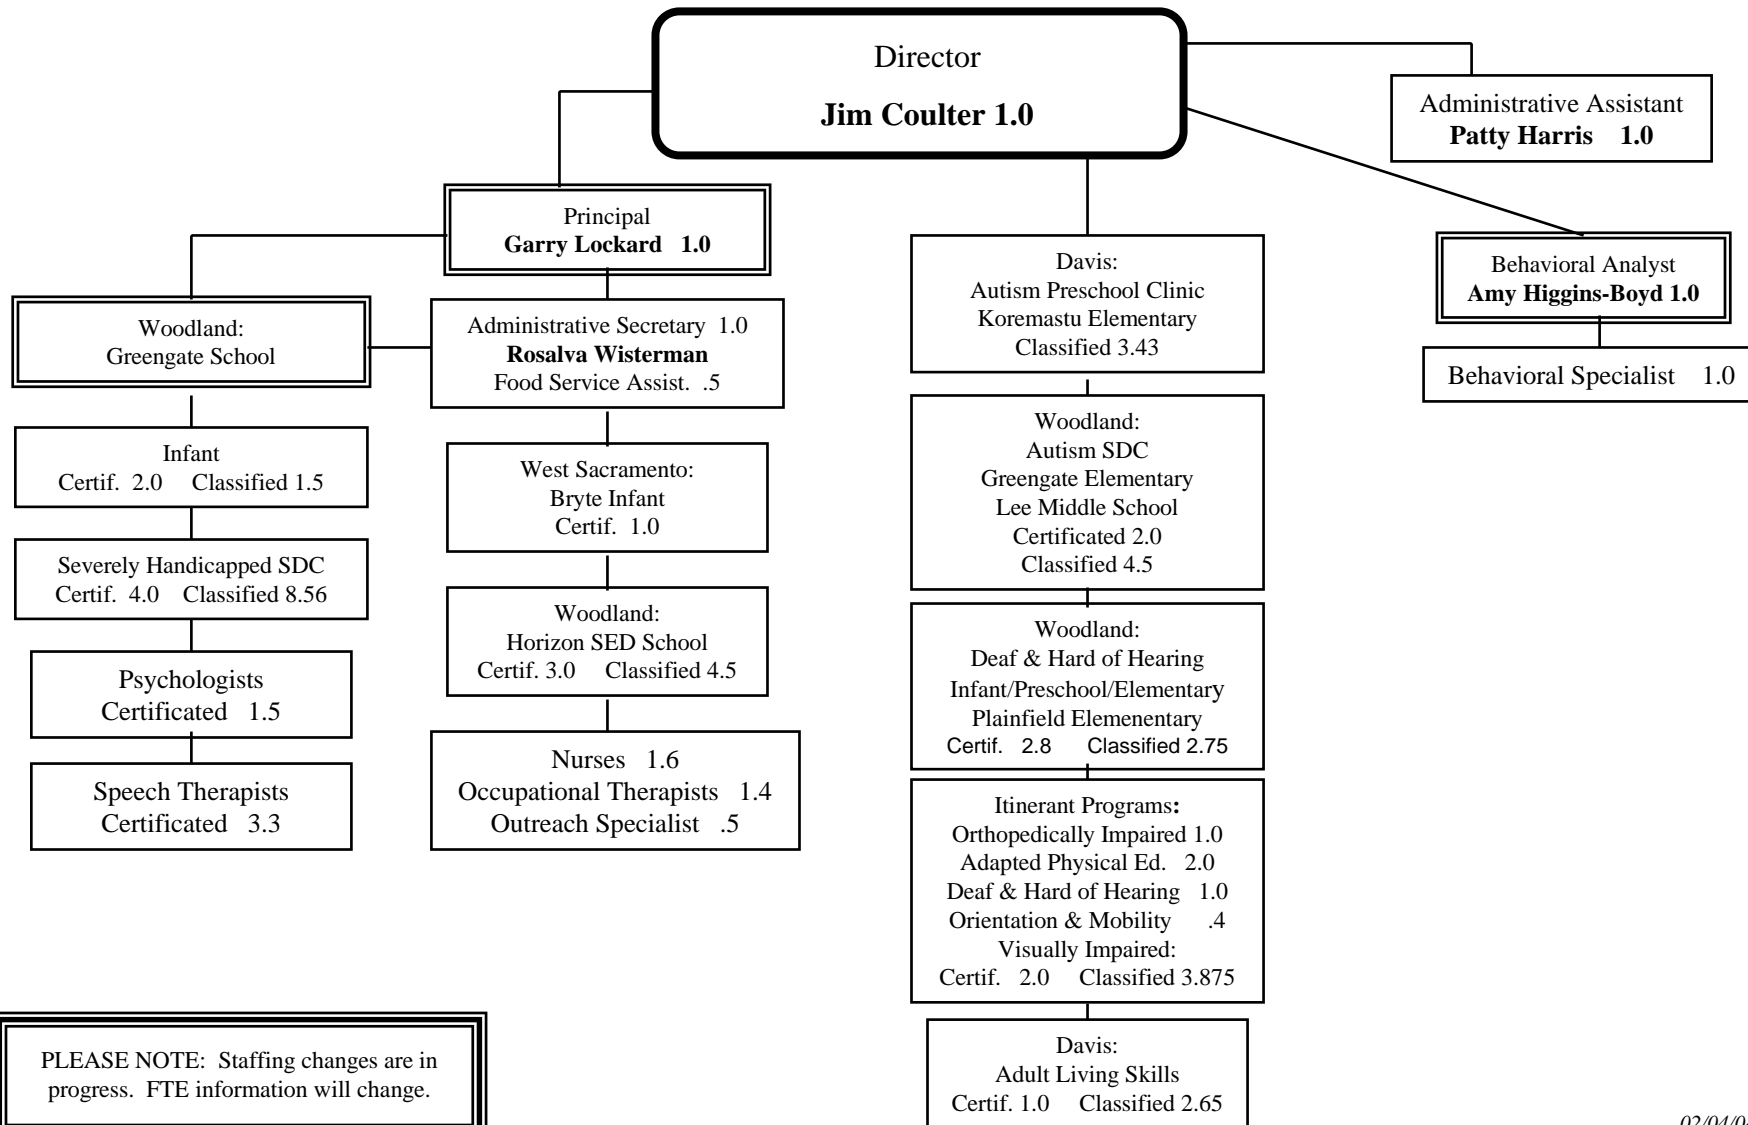 Director
Jim Coulter 1.0
Administrative Assistant
Patty Harris 1.0
Principal
Garry Lockard 1.0
Behavioral Analyst
Amy Higgins-Boyd 1.0
Behavioral Specialist 1.0
Woodland:
Greengate School
Administrative Secretary 1.0
Rosalva Wisterman
Food Service Assist. .5
Infant
Certif. 2.0 Classified 1.5
Severely Handicapped SDC
Certif. 4.0 Classified 8.56
Psychologists
Certificated 1.5
Speech Therapists
Certificated 3.3
West Sacramento:
Bryte Infant
Certif. 1.0
Woodland:
Horizon SED School
Certif. 3.0 Classified 4.5
Nurses 1.6
Occupational Therapists 1.4
Outreach Specialist .5
Davis:
Autism Preschool Clinic
Koremastu Elementary
Classified 3.43
Woodland:
Autism SDC
Greengate Elementary
Lee Middle School
Certificated 2.0
Classified 4.5
Woodland:
Deaf & Hard of Hearing
Infant/Preschool/Elementary
Plainfield Elemenentary
Certif. 2.8 Classified 2.75
Itinerant Programs:
Orthopedically Impaired 1.0
Adapted Physical Ed. 2.0
Deaf & Hard of Hearing 1.0
Orientation & Mobility .4
Visually Impaired:
Certif. 2.0 Classified 3.875
Davis:
Adult Living Skills
Certif. 1.0 Classified 2.65
PLEASE NOTE: Staffing changes are in
progress. FTE information will change.